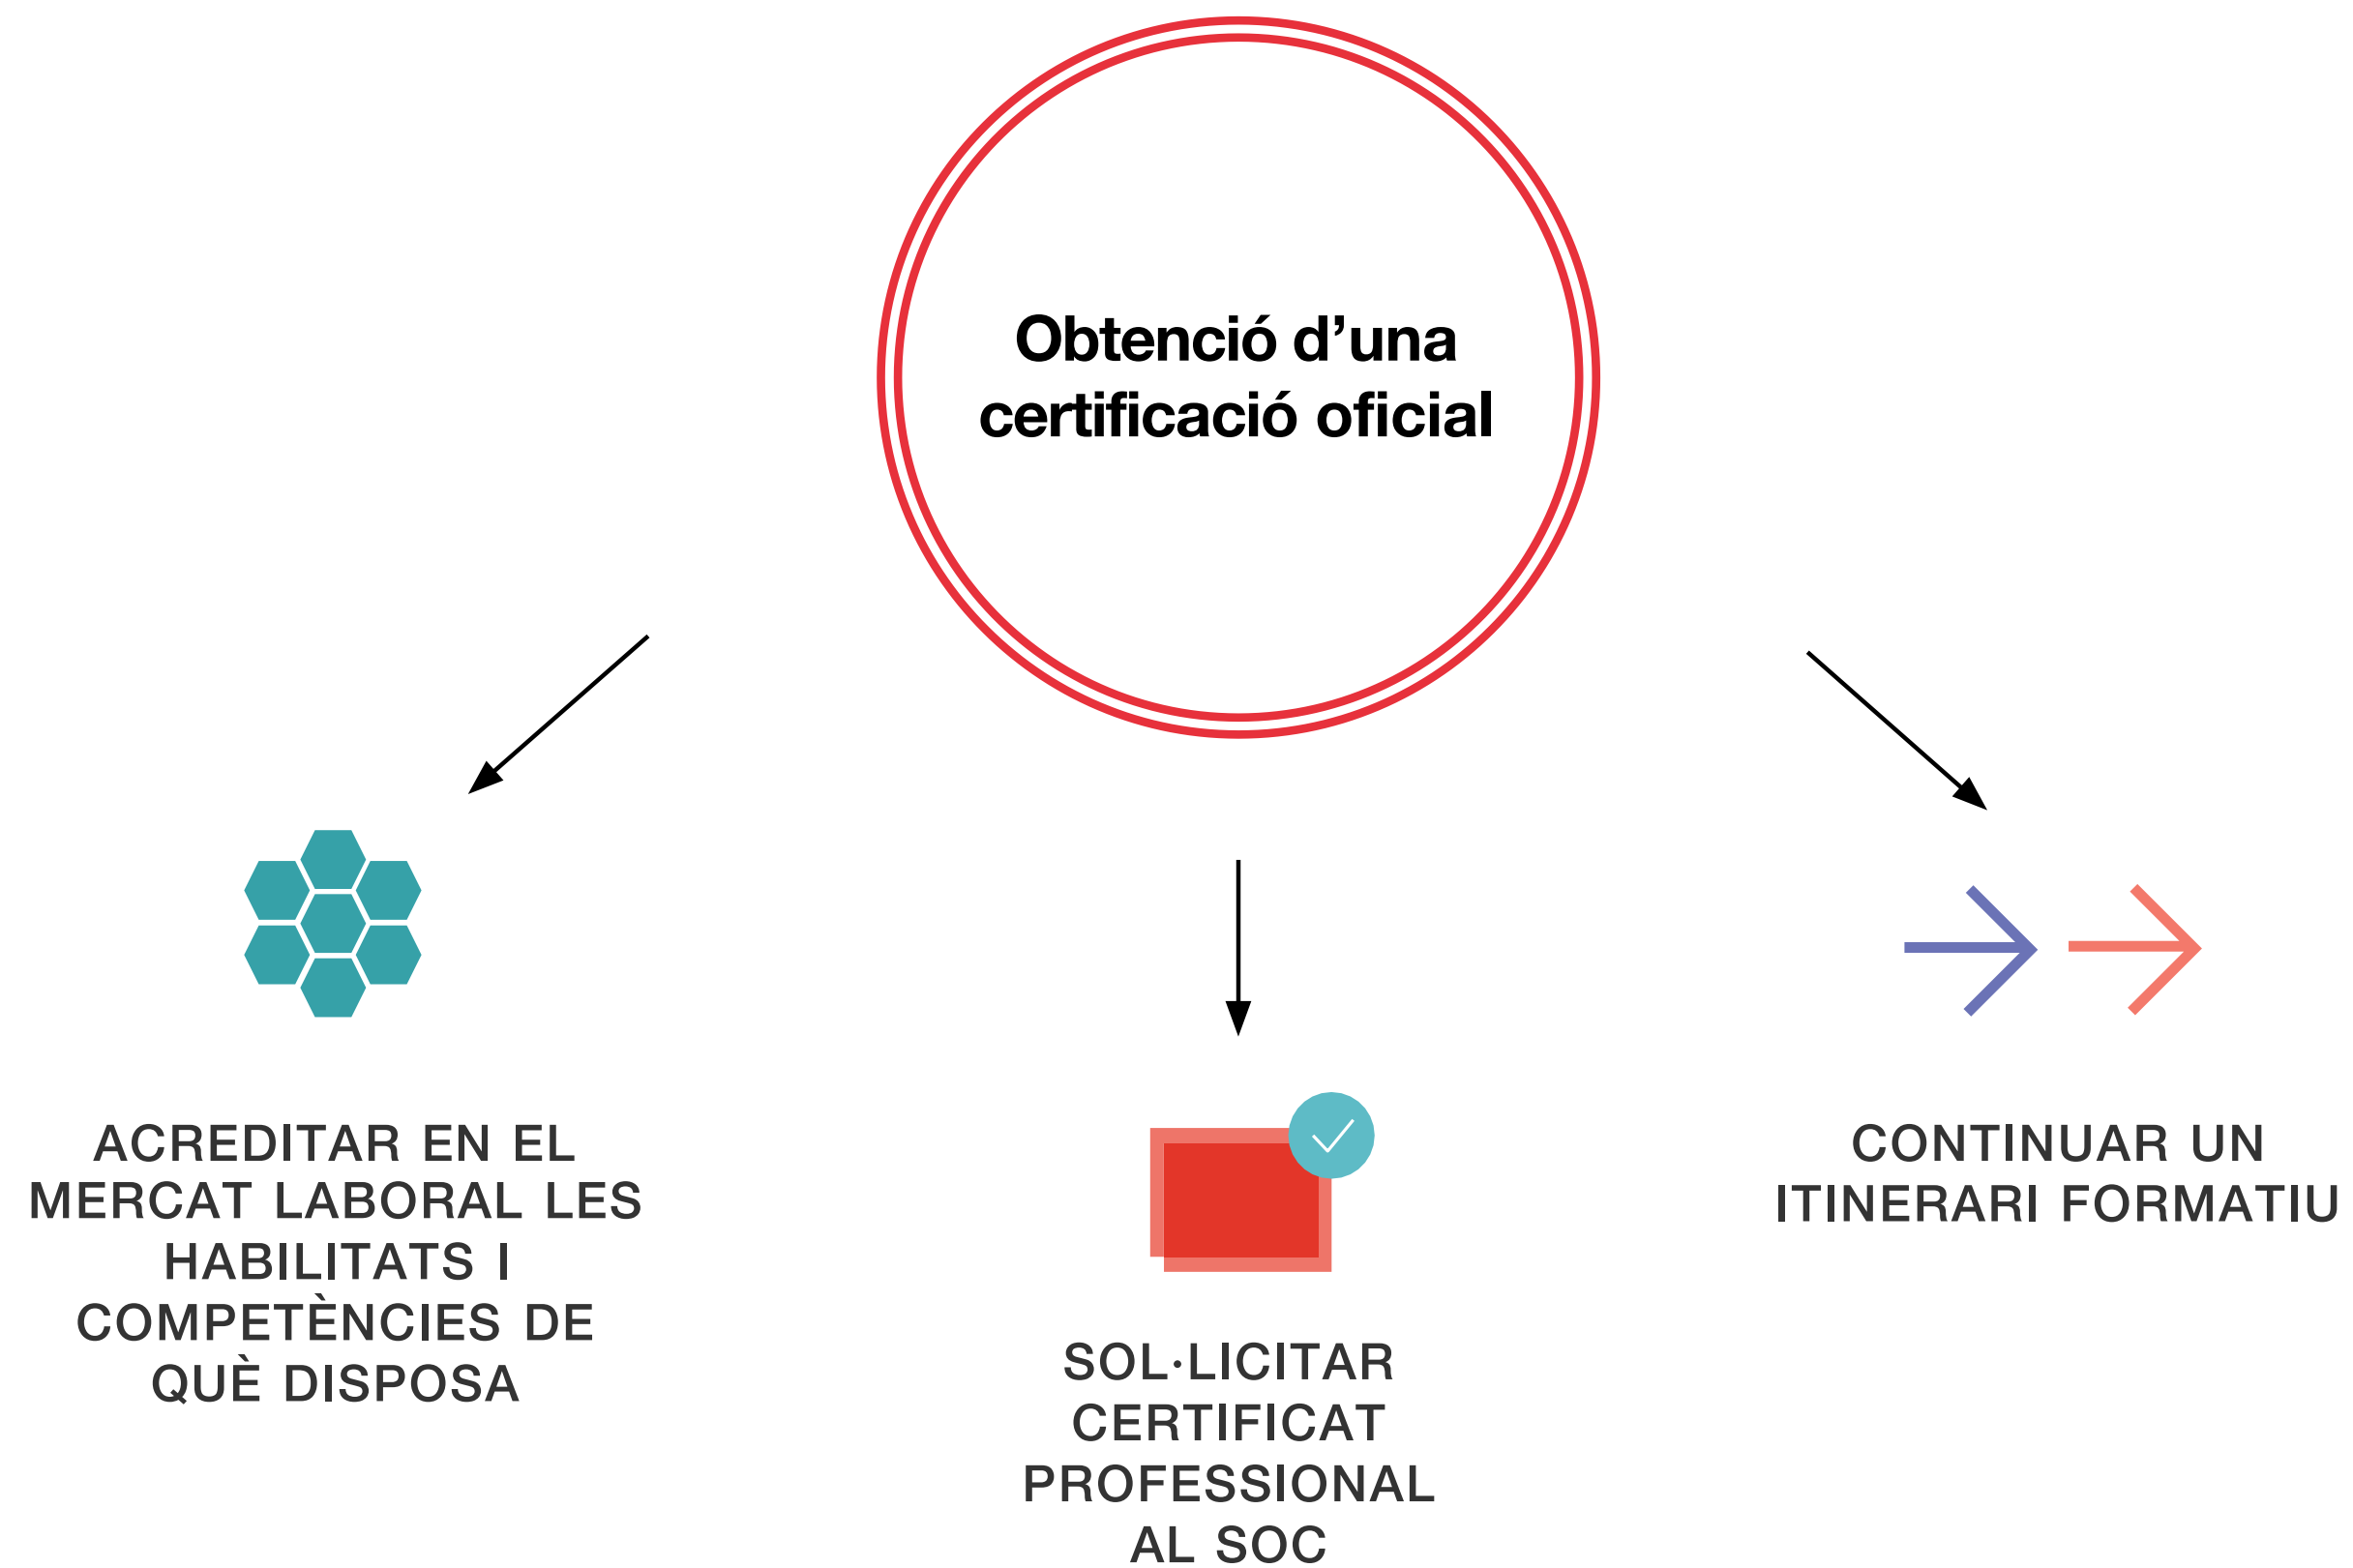 Obtenció d’una
certificació oficial
ACREDITAR EN EL
MERCAT LABORAL LES
HABILITATS I
COMPETÈNCIES DE
QUÈ DISPOSA
SOL·LICITAR
CERTIFICAT
PROFESSIONAL
AL SOC
CONTINUAR UN
ITINERARI FORMATIU